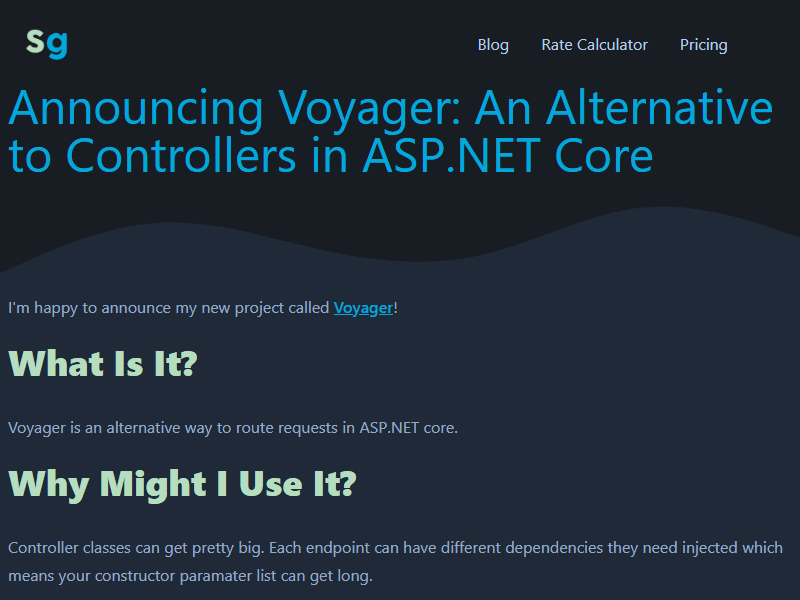 Sg
Blog
Rate Calculator
Pricing
Announcing Voyager: An Alternative
to Controllers in ASP.NET Core
I'm happy to announce my new project called Voyager!
What Is It?
Voyager is an alternative way to route requests in ASP.NET core.
Why Might I Use It?
Controller classes can get pretty big. Each endpoint can have different dependencies they need injected which
means your constructor paramater list can get long.